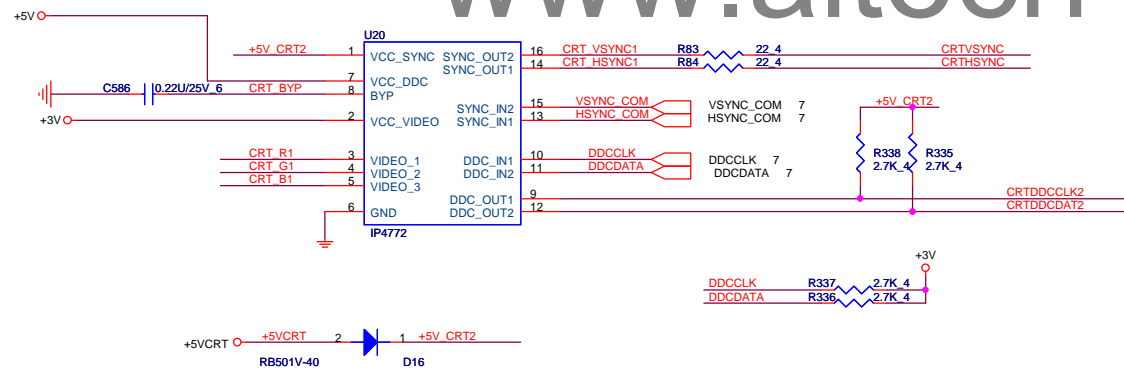 www.aitech
+5V
U20
+5V_CRT2 1 VCC_SYNC SYNC_OUT2 16 CRT_VSYNC1 R83 22_4 CRTVSYNC
SYNC_OUT1 14 CRT_HSYNC1 R84 22_4 CRTHSYNC
7 VCC_DDC
C586 0.22U/25V_6 CRT_BYP 8 BYP
SYNC_IN2 15 VSYNC_COM VSYNC_COM 7
+3V 2 VCC_VIDEO SYNC_IN1 13 HSYNC_COM HSYNC_COM 7
+5V_CRT2
CRT_R1 3 VIDEO_1 DDC_IN1 10 DDCCLK DDCCLK 7
CRT_G1 4 VIDEO_2 DDC_IN2 11 DDCDATA DDCDATA 7
CRT_B1 5 VIDEO_3
R338 R335
2.7K_4 2.7K_4
DDC_OUT1 9 CRTDDCCLK2
6 GND DDC_OUT2 12 CRTDDCDAT2
IP4772
+3V
DDCCLK R337 2.7K_4
DDCDATA R336 2.7K_4
+5VCRT +5VCRT 2 1 +5V_CRT2
RB501V-40 D16